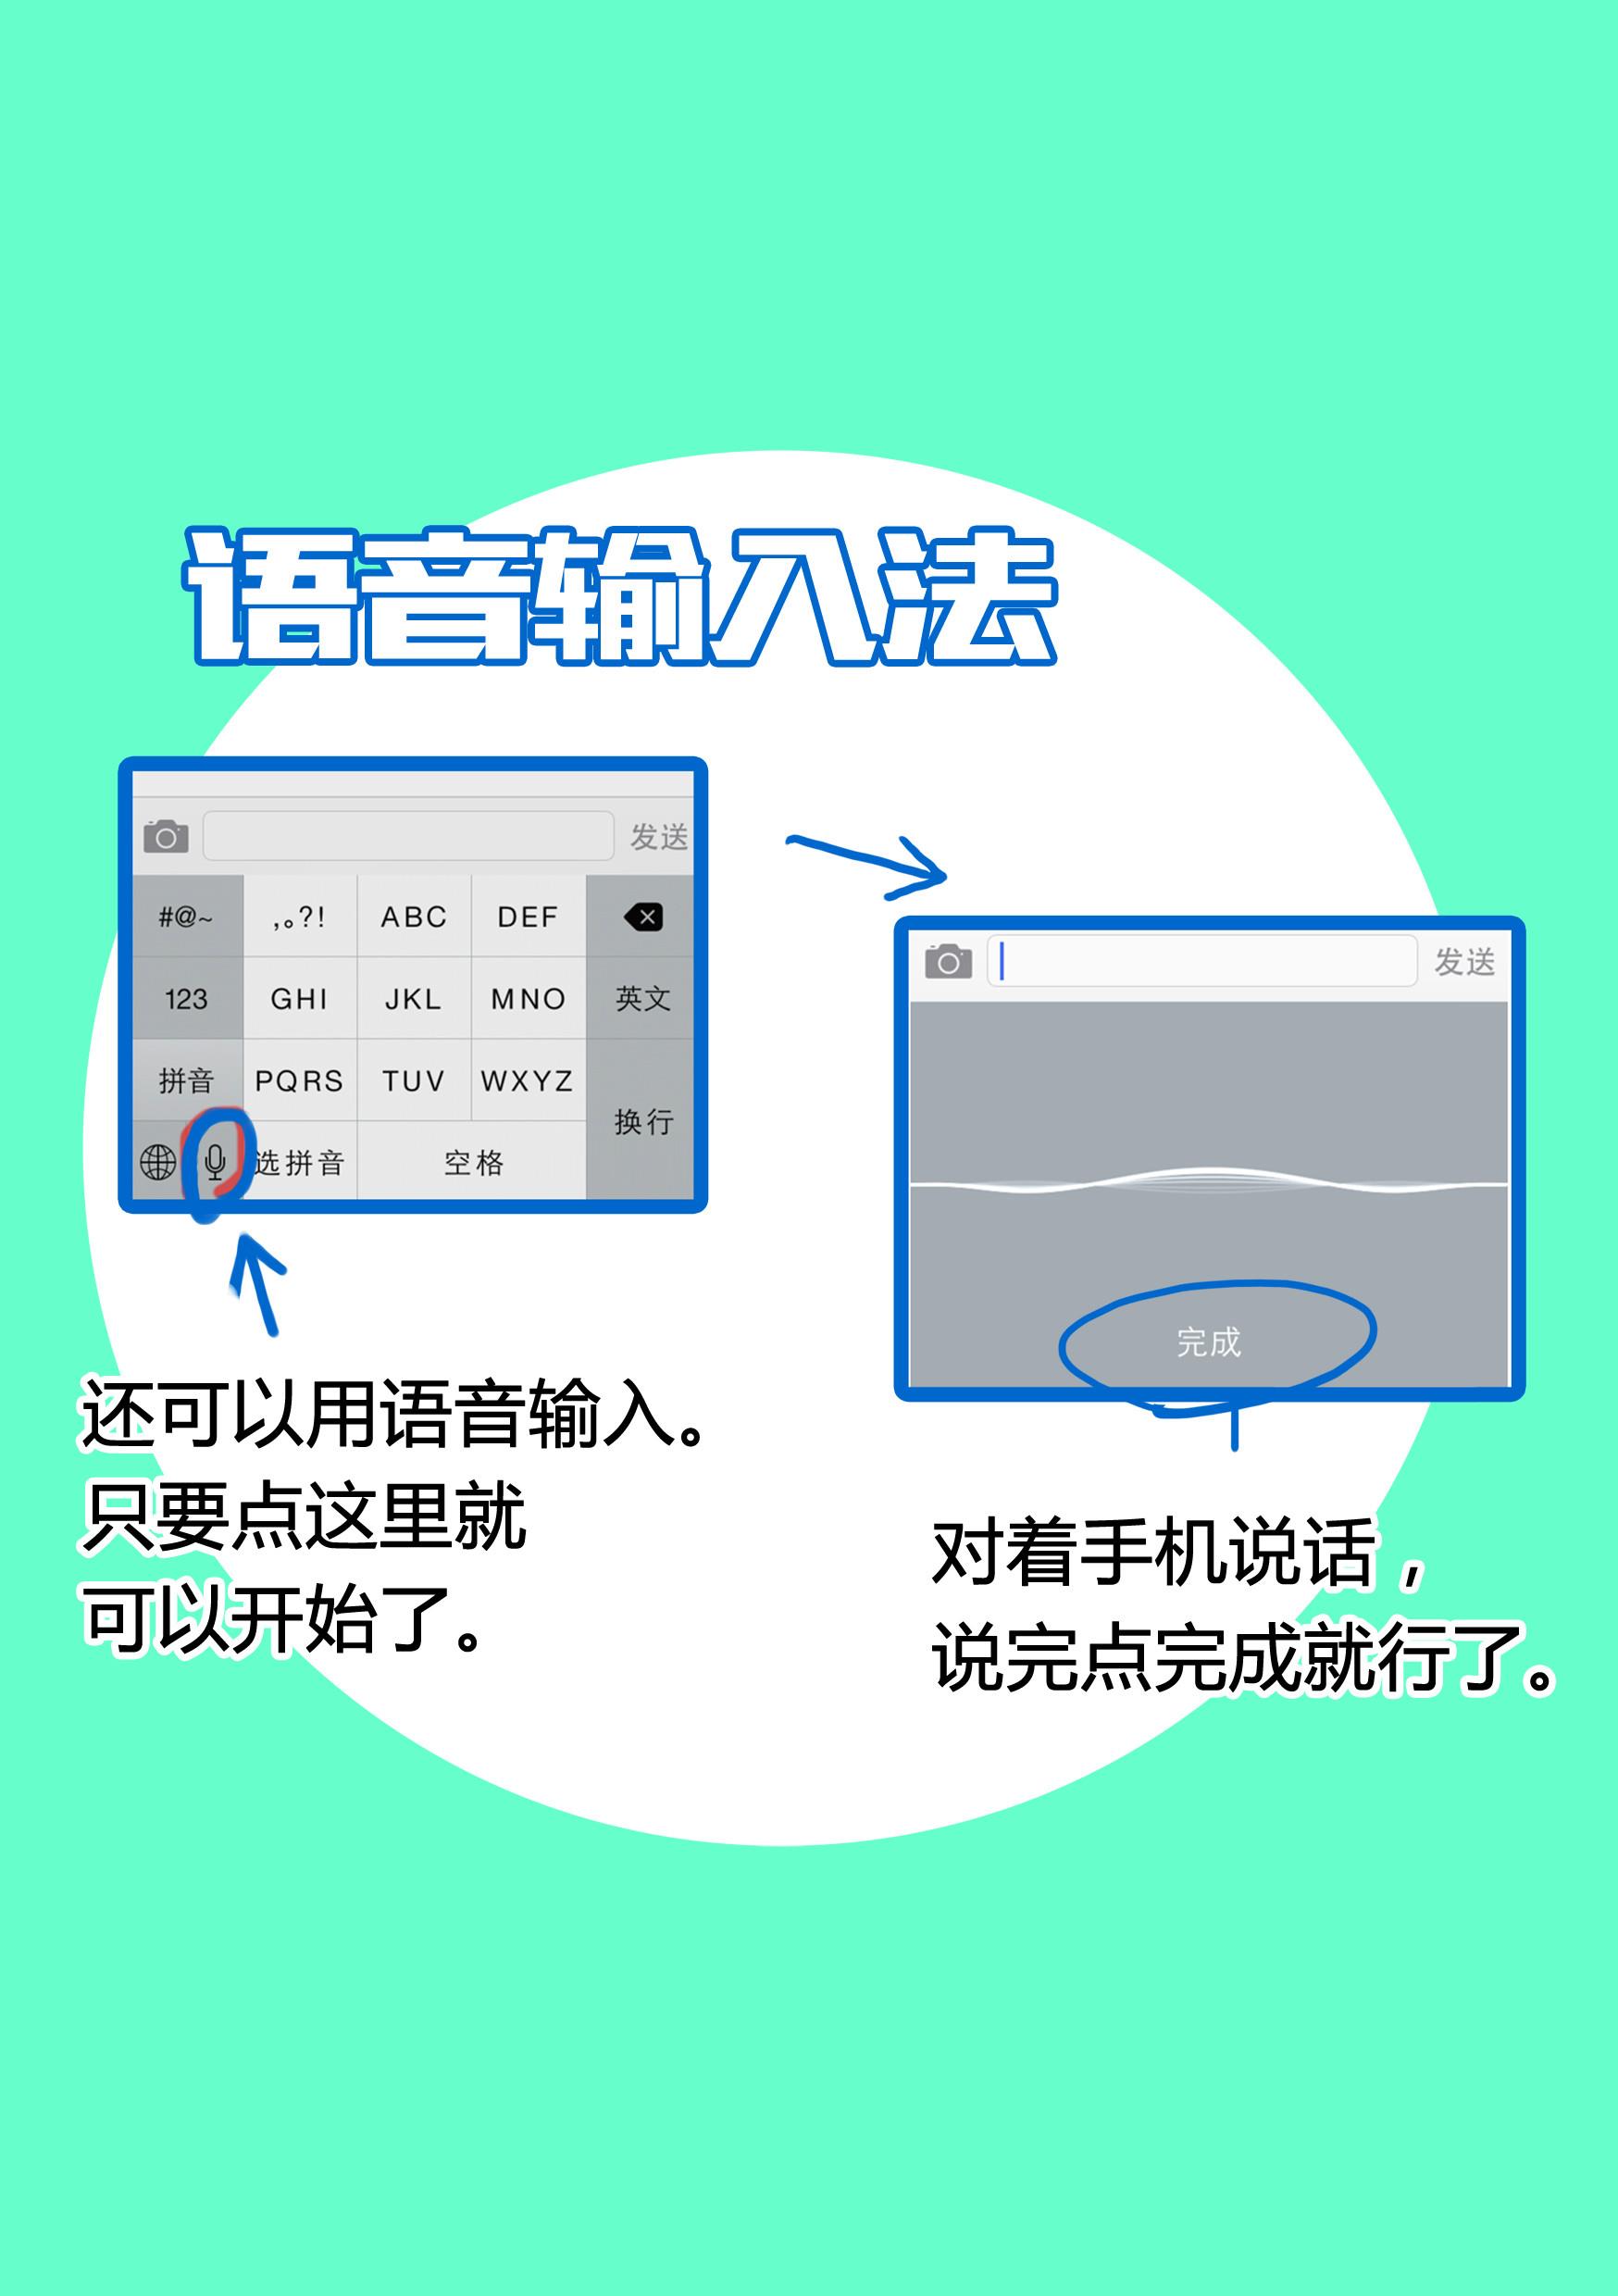 语音输入法
发送
#@~ ,。?! ABC DEF
123 GHI JKL MNO 英文
拼音 PQRS TUV WXYZ
换行
选拼音 空格
还可以用语音输入。
只要点这里就
可以开始了。
发送
完成
对着手机说话，
说完点完成就行了。